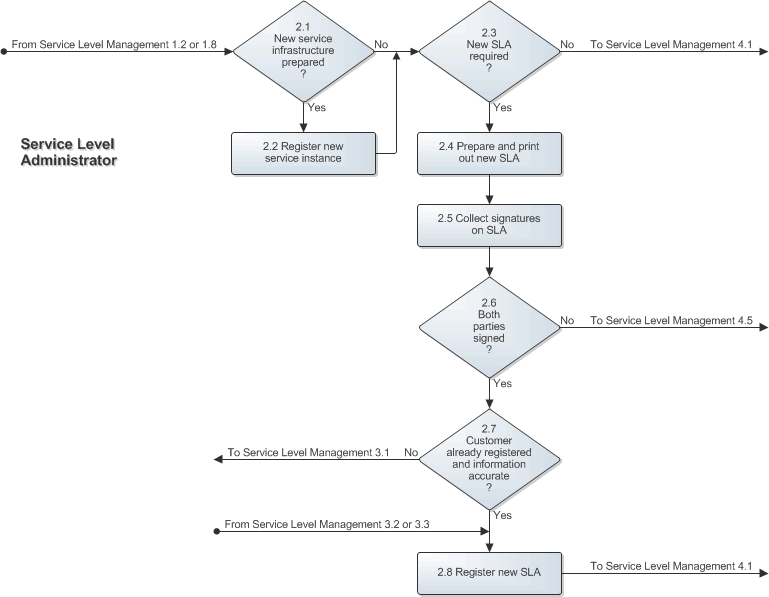 From Service Level Management 1.2 or 1.8
2.1
New service
infrastructure
prepared
?
No
Yes
2.2 Register new
service instance
2.3
New SLA
required
?
No
To Service Level Management 4.1
Yes
Service Level
Administrator
2.4 Prepare and print
out new SLA
2.5 Collect signatures
on SLA
2.6
Both
parties
signed
?
No
To Service Level Management 4.5
Yes
2.7
Customer
already registered
and information
accurate
?
No
To Service Level Management 3.1
Yes
From Service Level Management 3.2 or 3.3
2.8 Register new SLA
To Service Level Management 4.1